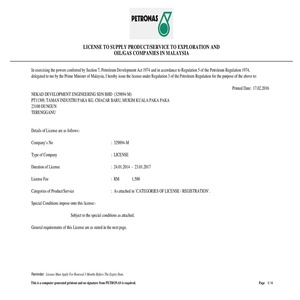 PETRONAS
LICENSE TO SUPPLY PRODUCT/SERVICE TO EXPLORATION AND
OIL/GAS COMPANIES IN MALAYSIA
In exercising the powers conferred by Section 7, Petroleum Development Act 1974 and in accordance to Regulation 5 of the Petroleum Regulation 1974,
delegated to me by the Prime Minister of Malaysia, I hereby issue the license under Regulation 3 of the Petroleum Regulation for the purpose of the above to:
Printed Date: 17.02.2016
NEKAD DEVELOPMENT ENGINEERING SDN BHD (329894-M)
PT11369, TAMAN INDUSTRI PAKA KG. CHACAR BARU MUKIM KUALA PAKA PAKA
23100 DUNGUN
TERENGGANU
Details of License are as follows:-
Company's No : 329894-M
Type of Company : LICENSE
Duration of License : 24.01.2014 - 23.01.2017
License Fee : RM 1,500
Categories of Product/Service : As attached in 'CATEGORIES OF LICENSE / REGISTRATION'.
Special Conditions impose onto this license:-
Subject to the special conditions as attached.
General requirements of this License are as noted in the next page.
Reminder: License Must Apply For Renewal 3 Months Before The Expiry Date.
This is a computer generated printout and no signature from PETRONAS is required. Page 1 / 6